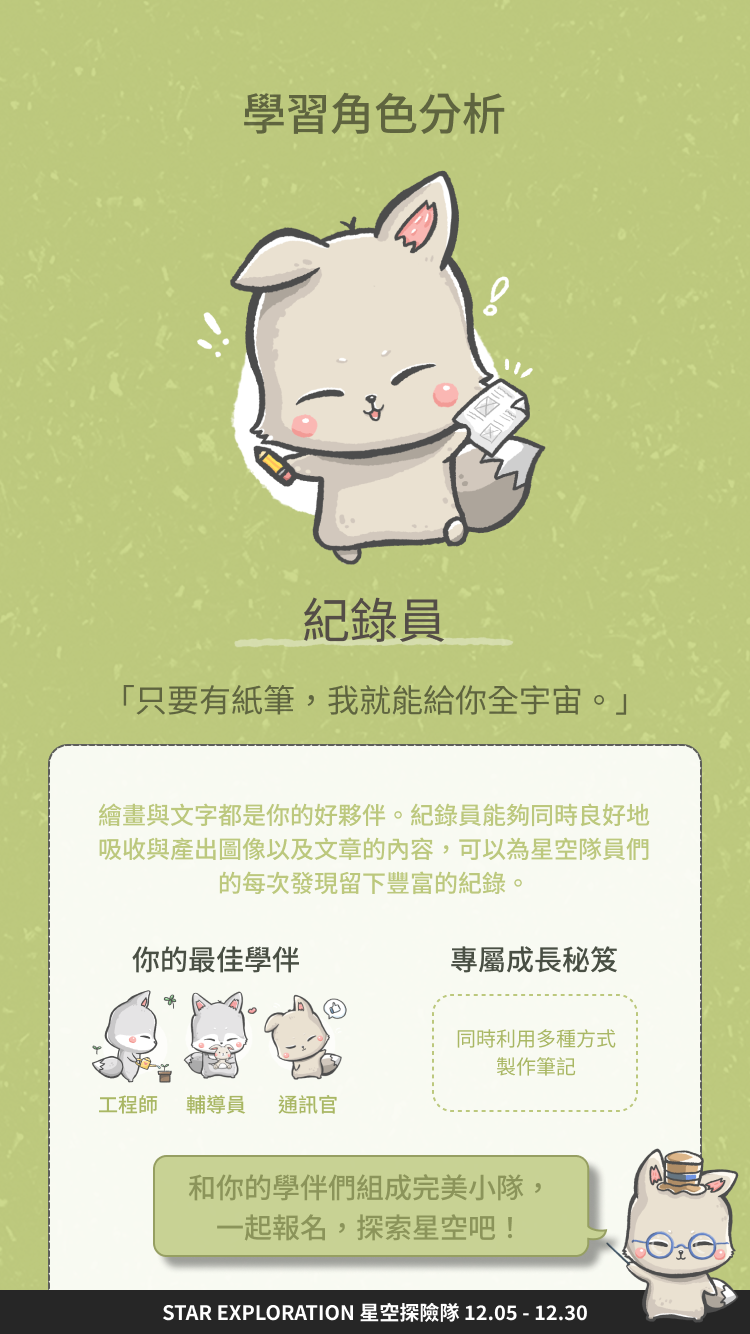 學習角色分析
紀錄員
「只要有紙筆，我就能給你全宇宙。」
繪畫與文字都是你的好夥伴。紀錄員能夠同時良好地
吸收與產出圖像以及文章的內容，可以為星空隊員們
的每次發現留下豐富的紀錄。
你的最佳學伴
工程師
輔導員
通訊官
專屬成長秘笈
同時利用多種方式
製作筆記
和你的學伴們組成完美小隊，
一起報名，探索星空吧！
STAR EXPLORATION 星空探險隊 12.05 - 12.30